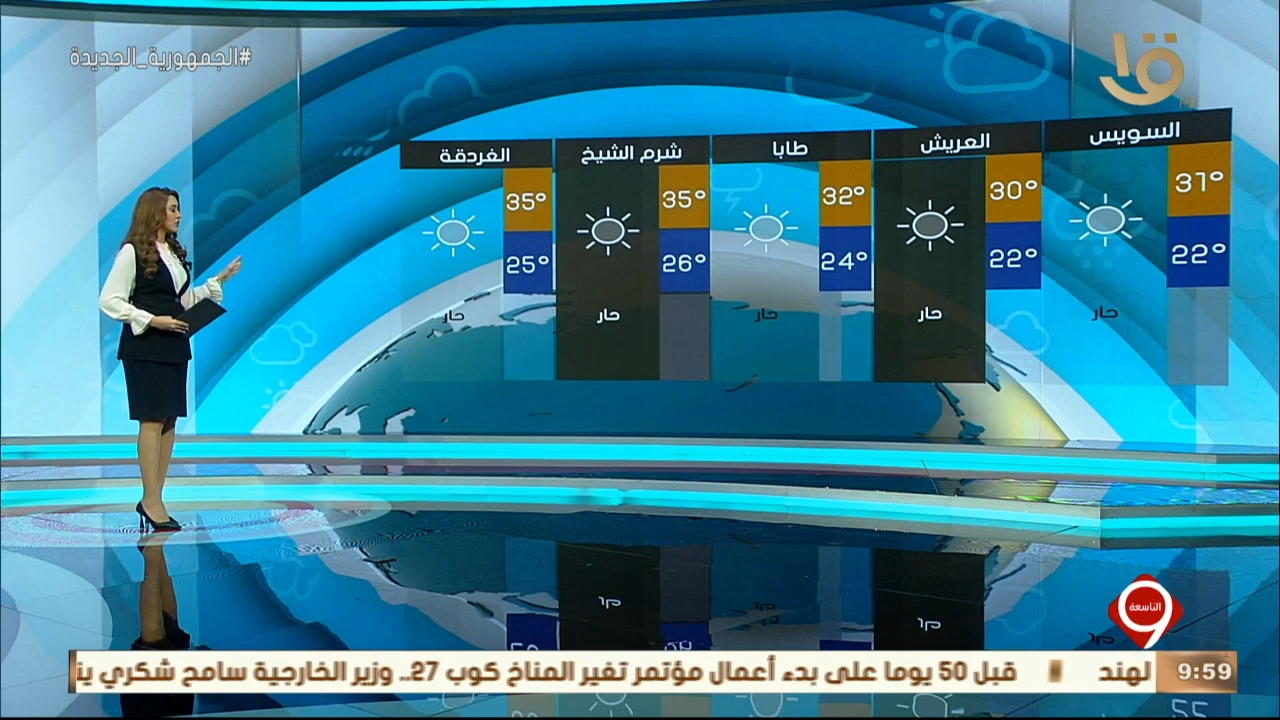 #الجمهورية_الجديدة
السويس
31°
22°
حار
العريش
30°
22°
حار
طابا
32°
24°
حار
شرم الشيخ
35°
26°
حار
الغردقة
35°
25°
حار
التاسعة
9
9:59
لهند
قبل 50 يوما على بدء أعمال مؤتمر تغير المناخ كوب 27.. وزير الخارجية سامح شكري